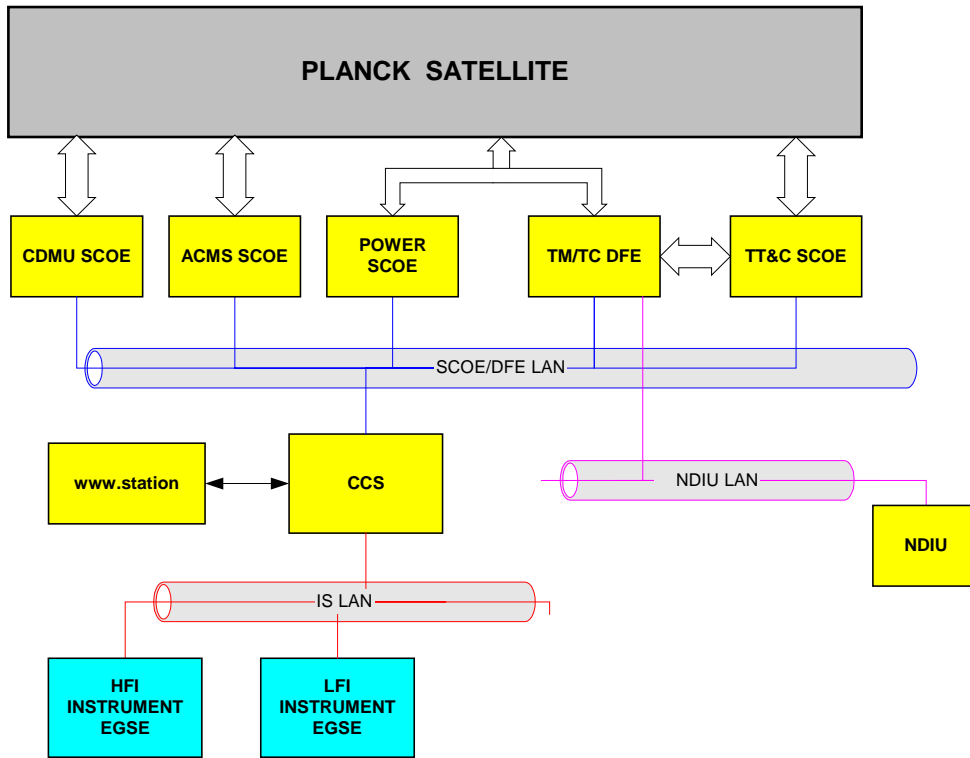 PLANCK SATELLITE
CDMU SCOE
ACMS SCOE
POWER
SCOE
TM/TC DFE
TT&C SCOE
SCOE/DFE LAN
www.station
CCS
NDIU LAN
NDIU
IS LAN
HFI
INSTRUMENT
EGSE
LFI
INSTRUMENT
EGSE